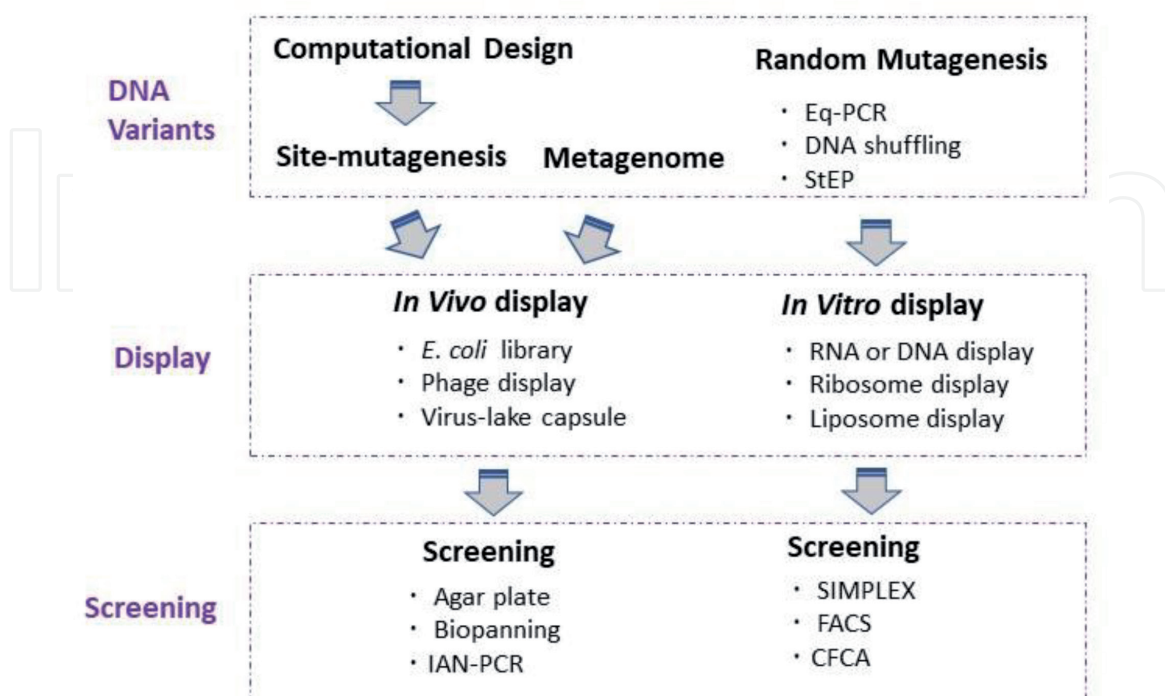 DNA
Variants
Computational Design
Site-mutagenesis
Metagenome
Random Mutagenesis
· Eq-PCR
· DNA shuffling
· StEP
Display
In Vivo display
· E. coli library
· Phage display
· Virus-lake capsule
In Vitro display
· RNA or DNA display
· Ribosome display
· Liposome display
Screening
Screening
· Agar plate
· Biopanning
· IAN-PCR
Screening
· SIMPLEX
· FACS
· CFCA